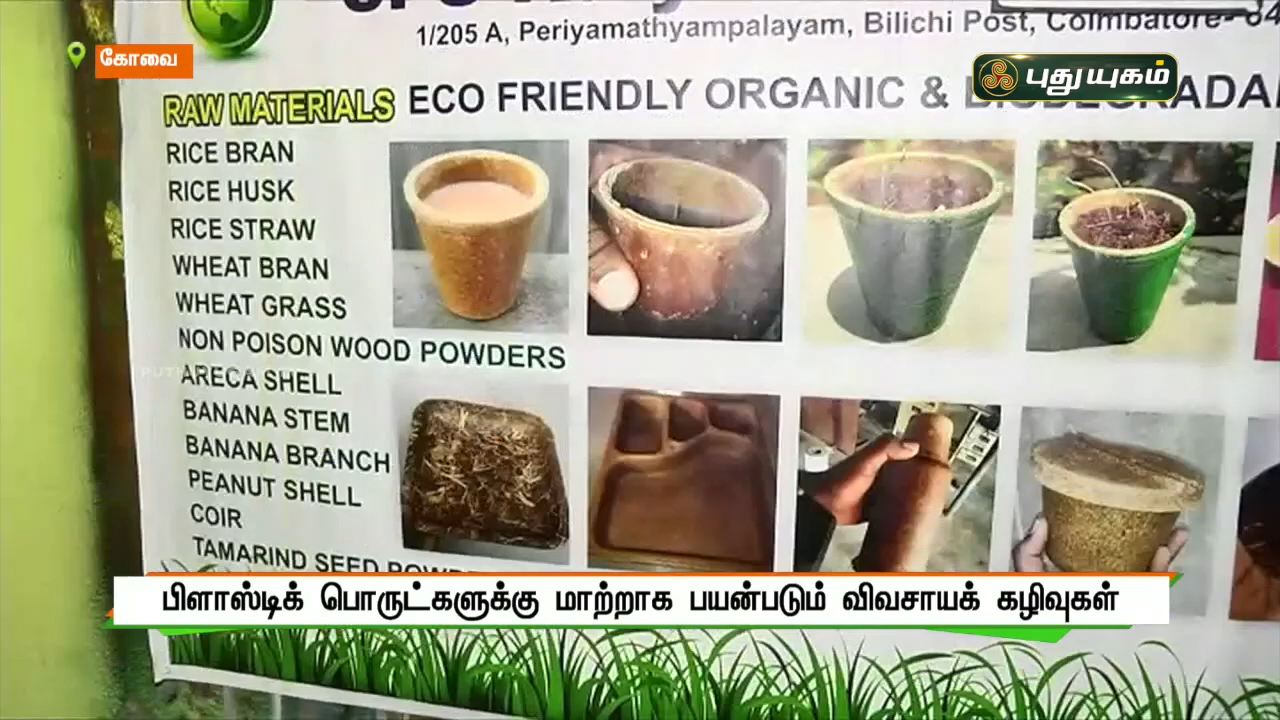 1/205 A, Periyamathyampalayam, Bilichi Post, Coimbatore-
கோவை
புதுயுகம்
RAW MATERIALS ECO FRIENDLY ORGANIC &
RICE BRAN
RICE HUSK
RICE STRAW
WHEAT BRAN
WHEAT GRASS
NON POISON WOOD POWDERS
ARECA SHELL
BANANA STEM
BANANA BRANCH
PEANUT SHELL
COIR
TAMARIND SEED
பிளாஸ்டிக் பொருட்களுக்கு மாற்றாக பயன்படும் விவசாயக் கழிவுகள்